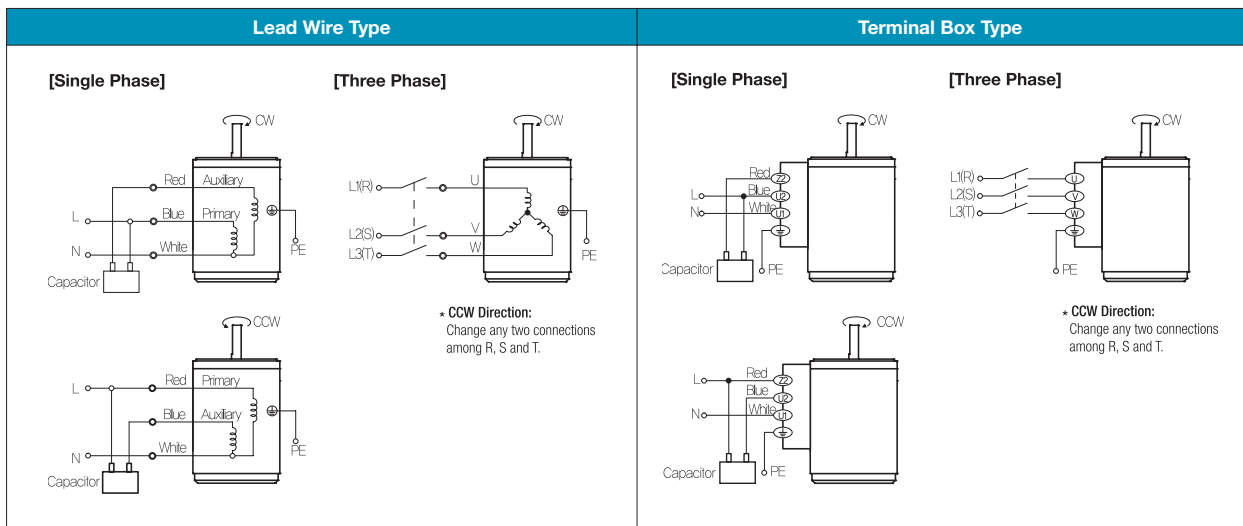 Lead Wire Type
[Single Phase]
[Three Phase]
CW
Red Auxiliary
L Blue Primary
N White
PE
Capacitor
CW
L1(R) U
L2(S) V
L3(T) W
PE
* CCW Direction:
Change any two connections
among R, S and T.
CCW
L Red Primary
Blue Auxiliary
N White
PE
Capacitor
Terminal Box Type
[Single Phase]
[Three Phase]
CW
Red Z2
L Blue U2
N White U1
Capacitor PE
CW
L1(R) U
L2(S) V
L3(T) W
PE
* CCW Direction:
Change any two connections
among R, S and T.
CCW
L Red Z2
Blue U2
N White U1
Capacitor PE